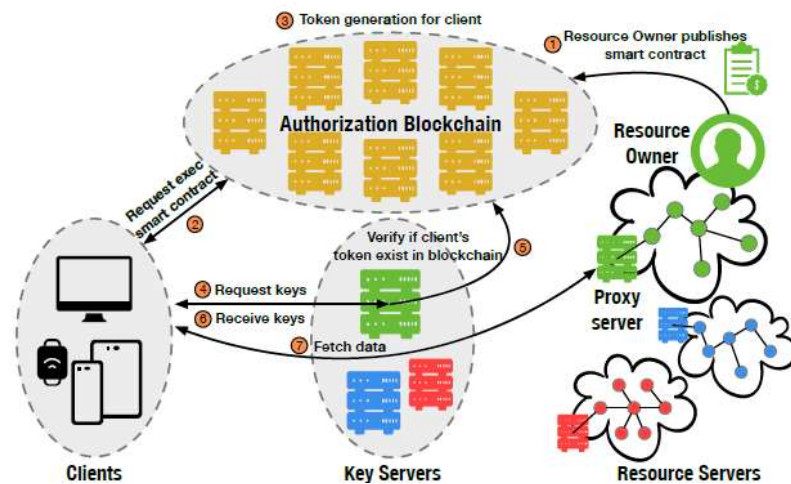 ③ Token generation for client
① Resource Owner publishes
smart contract
$
Authorization Blockchain
Resource
Owner
Request exec
smart contract
②
Verify if client's
token exist in blockchain
⑤
④ Request keys
⑥ Receive keys
⑦ Fetch data
Proxy
server
Clients
Key Servers
Resource Servers